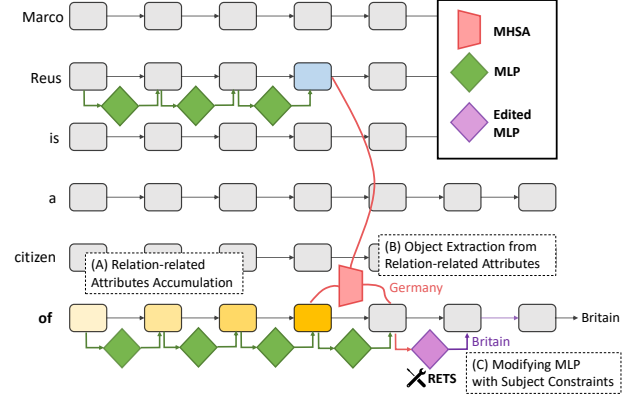 Marco
MHSA
Reus
MLP
Edited
MLP
is
a
citizen
(A) Relation-related
Attributes Accumulation
(B) Object Extraction from
Relation-related Attributes
Germany
of
Britain
Britain
RETS
(C) Modifying MLP
with Subject Constraints